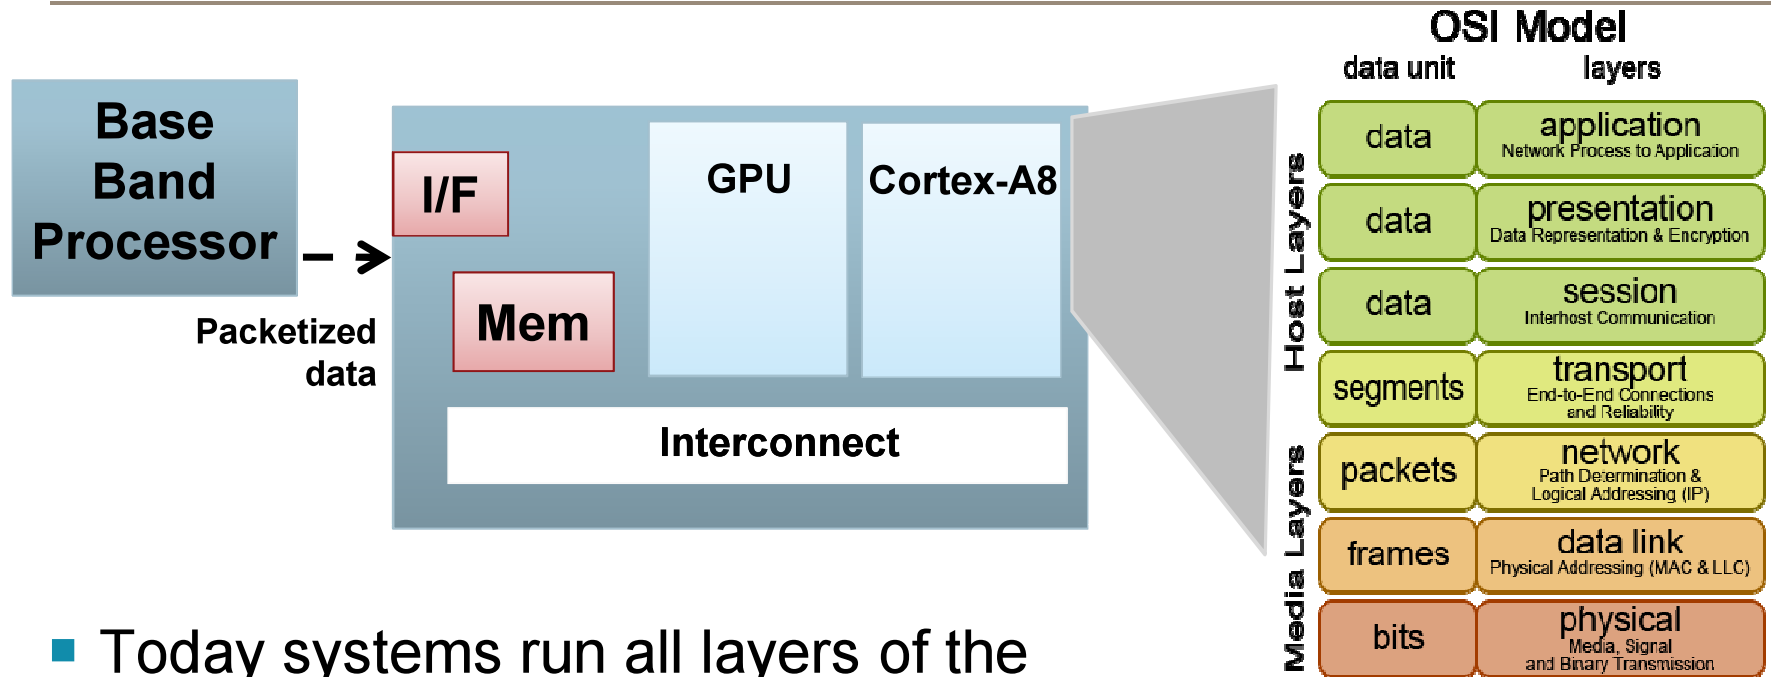 OSI Model
data unit
layers
Base
Band
Processor
Packetized
data
I/F
Mem
GPU
Cortex-A8
Interconnect
Host Layers
Media Layers
data
application
Network Process to Application
data
presentation
Data Representation & Encryption
data
session
Interhost Communication
segments
transport
End-to-End Connections
and Reliability
packets
network
Path Determination &
Logical Addressing (IP)
frames
data link
Physical Addressing (MAC & LLC)
bits
physical
Media, Signal
and Binary Transmission
Today systems run all layers of the